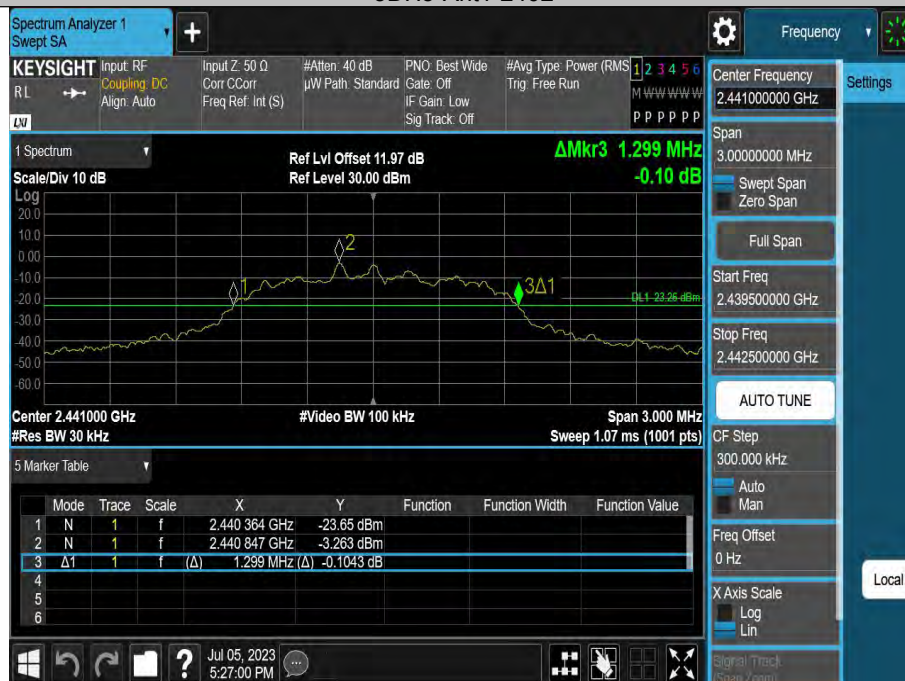 Spectrum Analyzer 1
Swept SA
+
Frequency
KEYSIGHT
RL
LXI
Input: RF
Coupling: DC
Align: Auto
Input Z: 50 Ω
Corr CCorr
Freq Ref: Int (S)
#Atten: 40 dB
µW Path: Standard
PNO: Best Wide
Gate: Off
IF Gain: Low
Sig Track: Off
#Avg Type: Power (RMS
Trig: Free Run
1 2 3 4 5 6
M W W W W W
P P P P P P
1 Spectrum
Scale/Div 10 dB
Ref Lvl Offset 11.97 dB
Ref Level 30.00 dBm
ΔMkr3 1.299 MHz
-0.10 dB
Log
20.0
10.0
0.00
-10.0
-20.0
-30.0
-40.0
-50.0
-60.0
1
2
3Δ1
DL1 -23.26 dBm
Center 2.441000 GHz
#Video BW 100 kHz
Span 3.000 MHz
#Res BW 30 kHz
Sweep 1.07 ms (1001 pts)
5 Marker Table
Mode Trace Scale X Y Function Function Width Function Value
1 N 1 f 2.440 364 GHz -23.65 dBm
2 N 1 f 2.440 847 GHz -3.263 dBm
3 Δ1 1 f (Δ) 1.299 MHz (Δ) -0.1043 dB
4
5
6
Jul 05, 2023
5:27:00 PM
?
Center Frequency
2.441000000 GHz
Settings
Span
3.00000000 MHz
Swept Span
Zero Span
Full Span
Start Freq
2.439500000 GHz
Stop Freq
2.442500000 GHz
AUTO TUNE
CF Step
300.000 kHz
Auto
Man
Freq Offset
0 Hz
Local
X Axis Scale
Log
Lin
Signal Track
(Span Zoom)